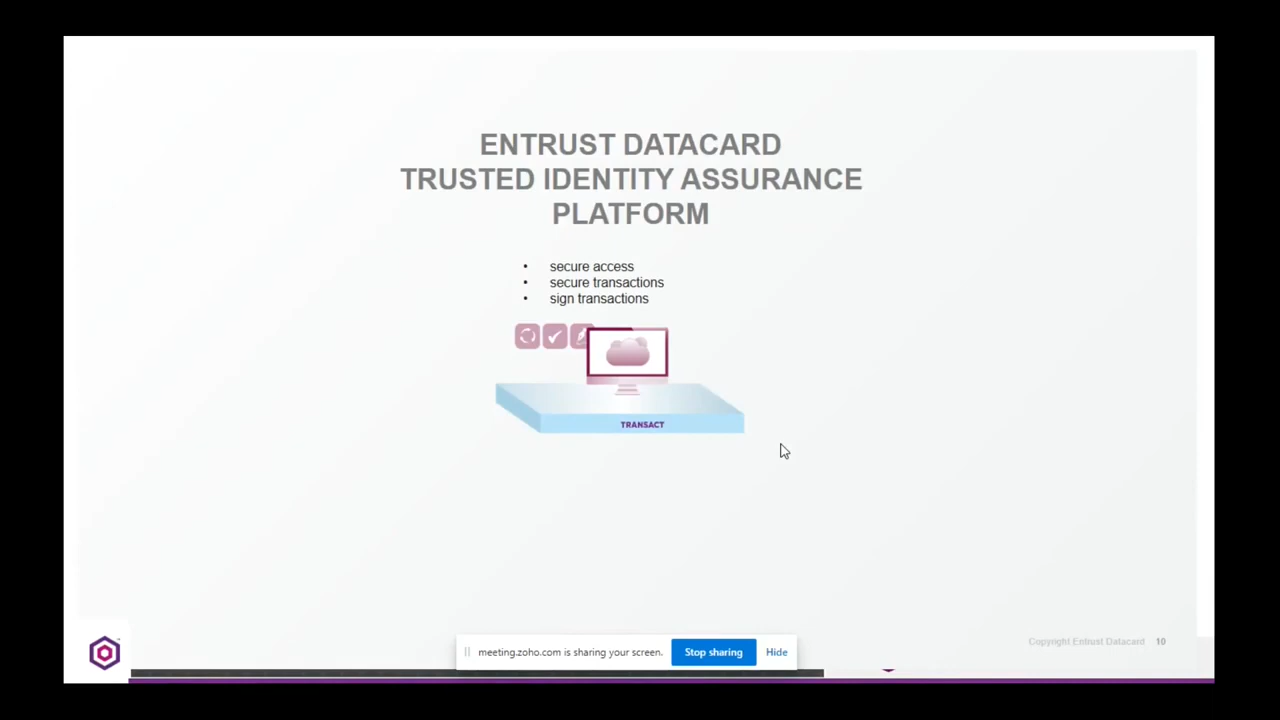 ENTRUST DATACARD
TRUSTED IDENTITY ASSURANCE
PLATFORM
• secure access
• secure transactions
• sign transactions
TRANSACT
Copyright Entrust Datacard 10
meeting.zoho.com is sharing your screen. Stop sharing Hide